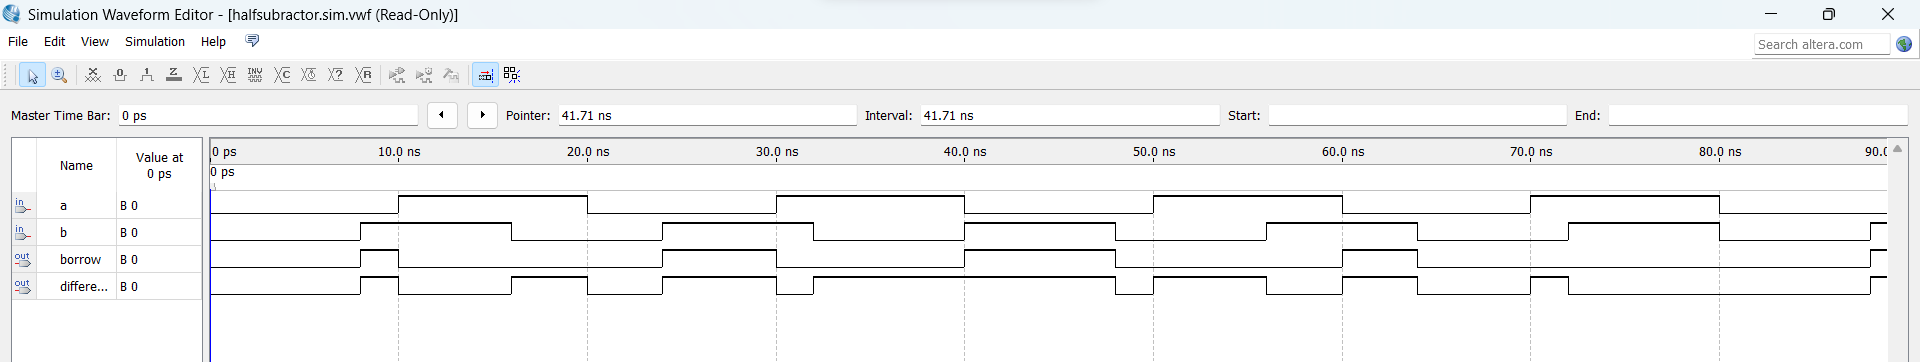 Simulation Waveform Editor - [halfsubractor.sim.vwf (Read-Only)]
File Edit View Simulation Help
Search altera.com
Master Time Bar: 0 ps Pointer: 41.71 ns Interval: 41.71 ns Start: End:
Name Value at 0 ps
0 ps 10.0 ns 20.0 ns 30.0 ns 40.0 ns 50.0 ns 60.0 ns 70.0 ns 80.0 ns 90.0
0 ps
in a B 0
in b B 0
out borrow B 0
out differe... B 0